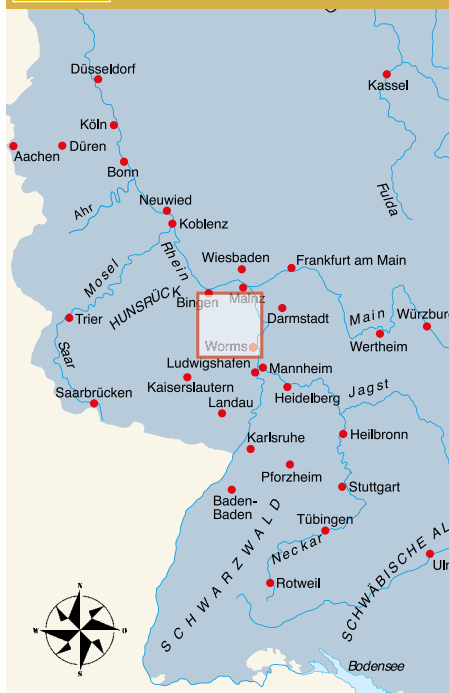 Düsseldorf
Kassel
Köln
Düren
Aachen
Bonn
Fulda
Ahr
Neuwied
Koblenz
Rhein
Mosel
Wiesbaden
Frankfurt am Main
HUNSRÜCK
Bingen
Mainz
Darmstadt
Main
Würzburg
Trier
Wertheim
Saar
Worms
Ludwigshafen
Mannheim
Kaiserslautern
Heidelberg
Jagst
Saarbrücken
Landau
Karlsruhe
Heilbronn
Pforzheim
Stuttgart
Baden-
Baden
SCHWARZWALD
Tübingen
Neckar
SCHWÄBISCHE AL
Ulm
Rotweil
N
W
O
S
Bodensee